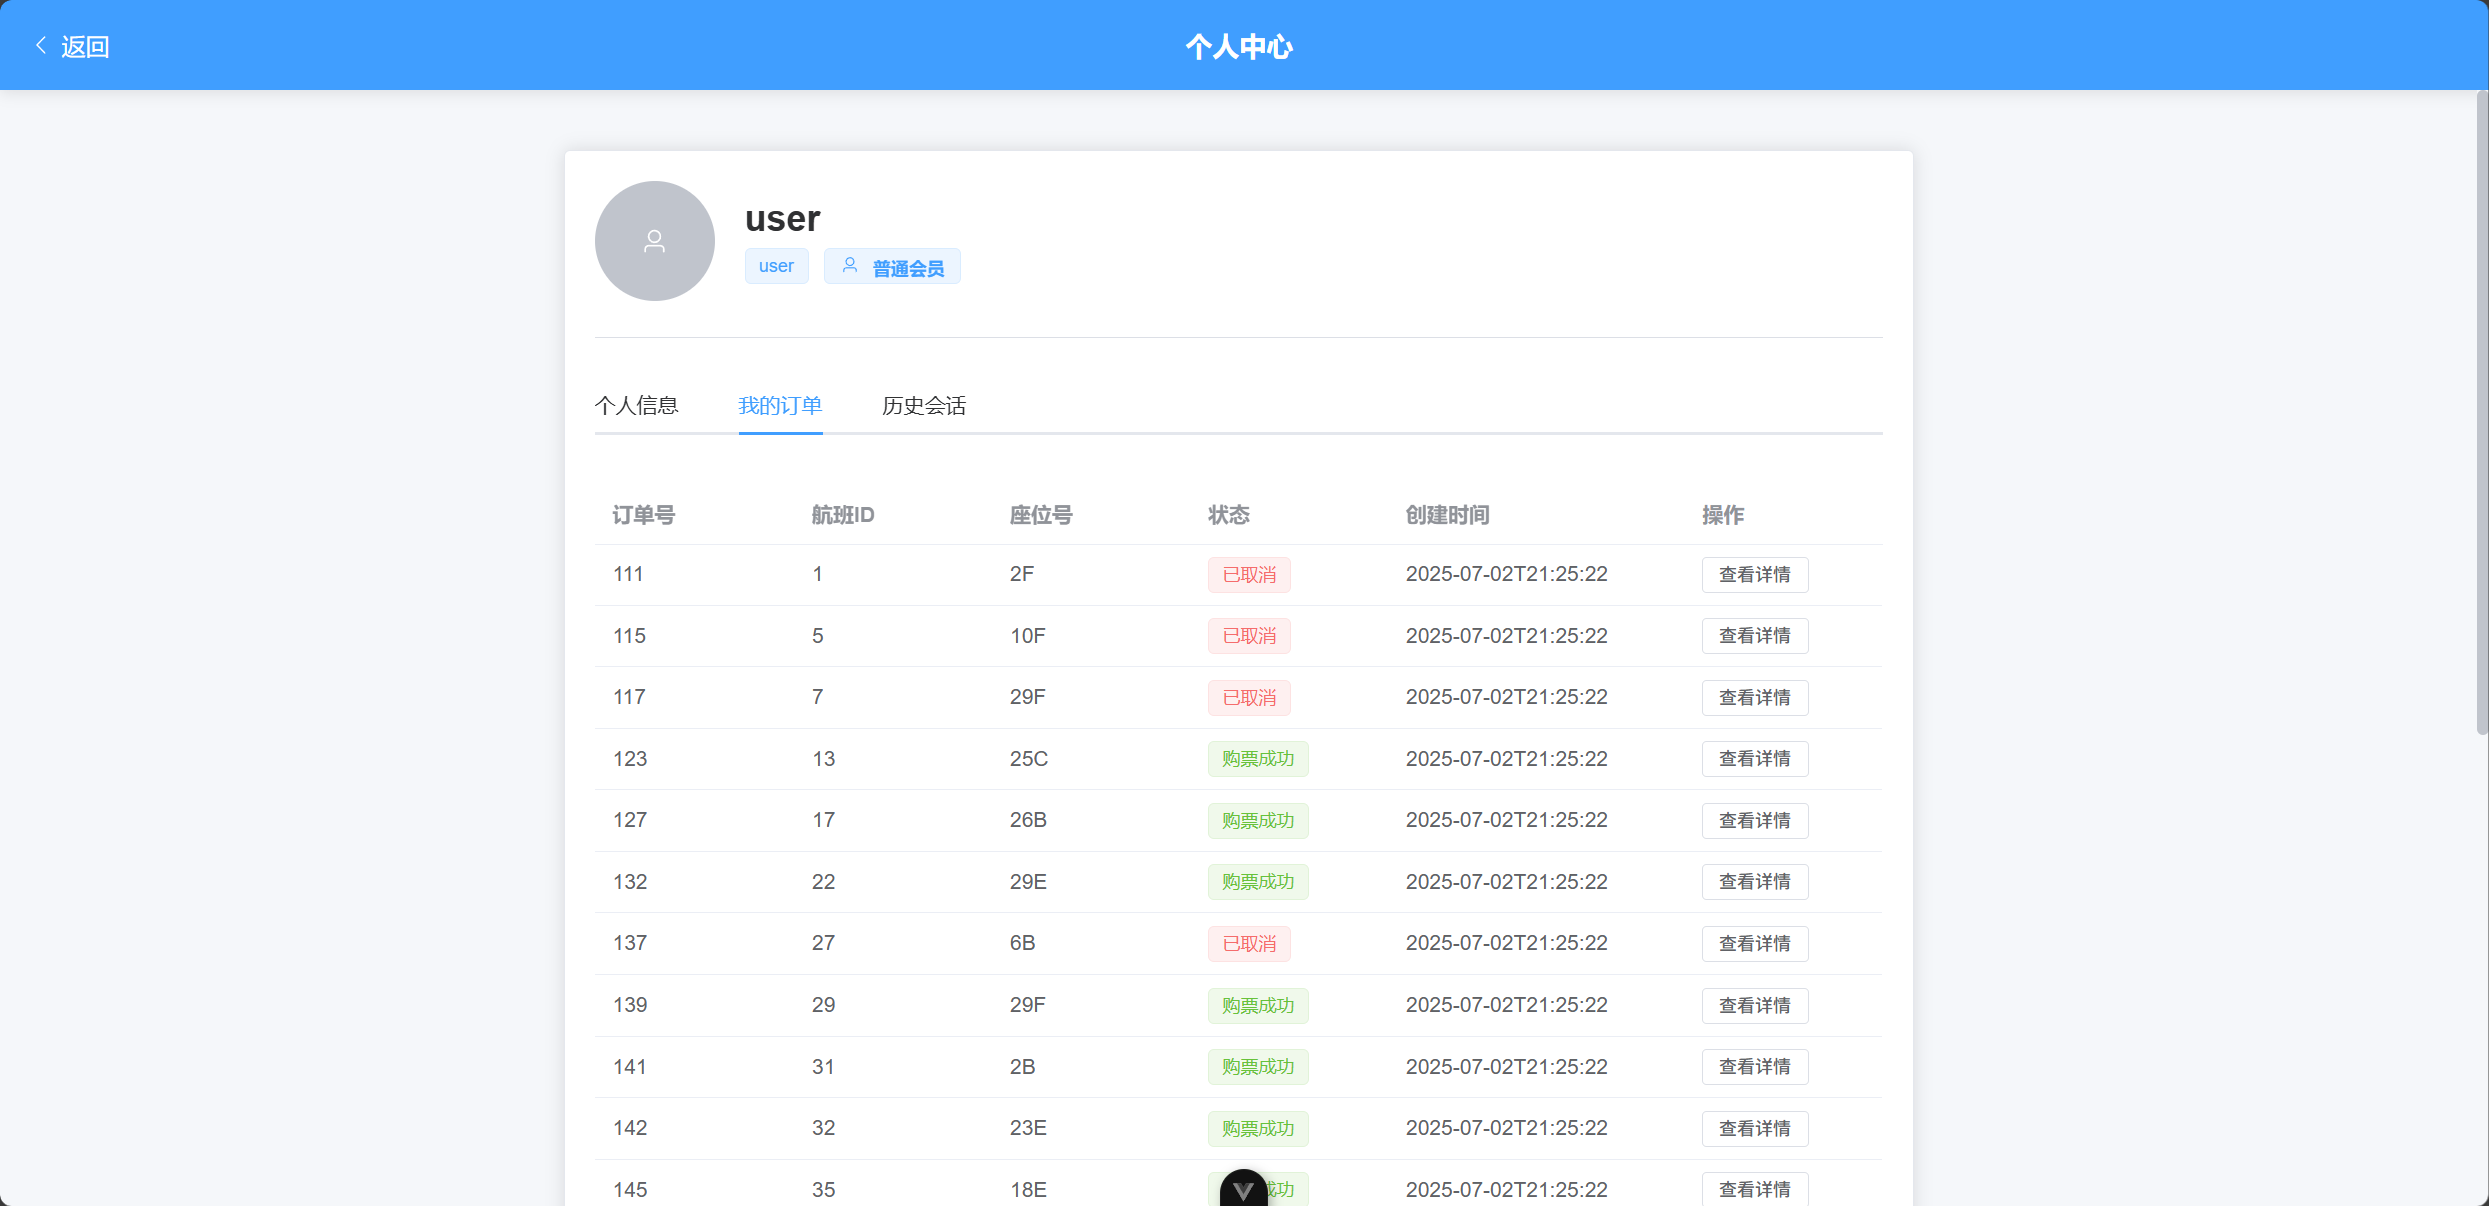 返回
个人中心
user
user 普通会员
个人信息 我的订单 历史会话
订单号 航班ID 座位号 状态 创建时间 操作
111 1 2F 已取消 2025-07-02T21:25:22 查看详情
115 5 10F 已取消 2025-07-02T21:25:22 查看详情
117 7 29F 已取消 2025-07-02T21:25:22 查看详情
123 13 25C 购票成功 2025-07-02T21:25:22 查看详情
127 17 26B 购票成功 2025-07-02T21:25:22 查看详情
132 22 29E 购票成功 2025-07-02T21:25:22 查看详情
137 27 6B 已取消 2025-07-02T21:25:22 查看详情
139 29 29F 购票成功 2025-07-02T21:25:22 查看详情
141 31 2B 购票成功 2025-07-02T21:25:22 查看详情
142 32 23E 购票成功 2025-07-02T21:25:22 查看详情
145 35 18E 成功 2025-07-02T21:25:22 查看详情